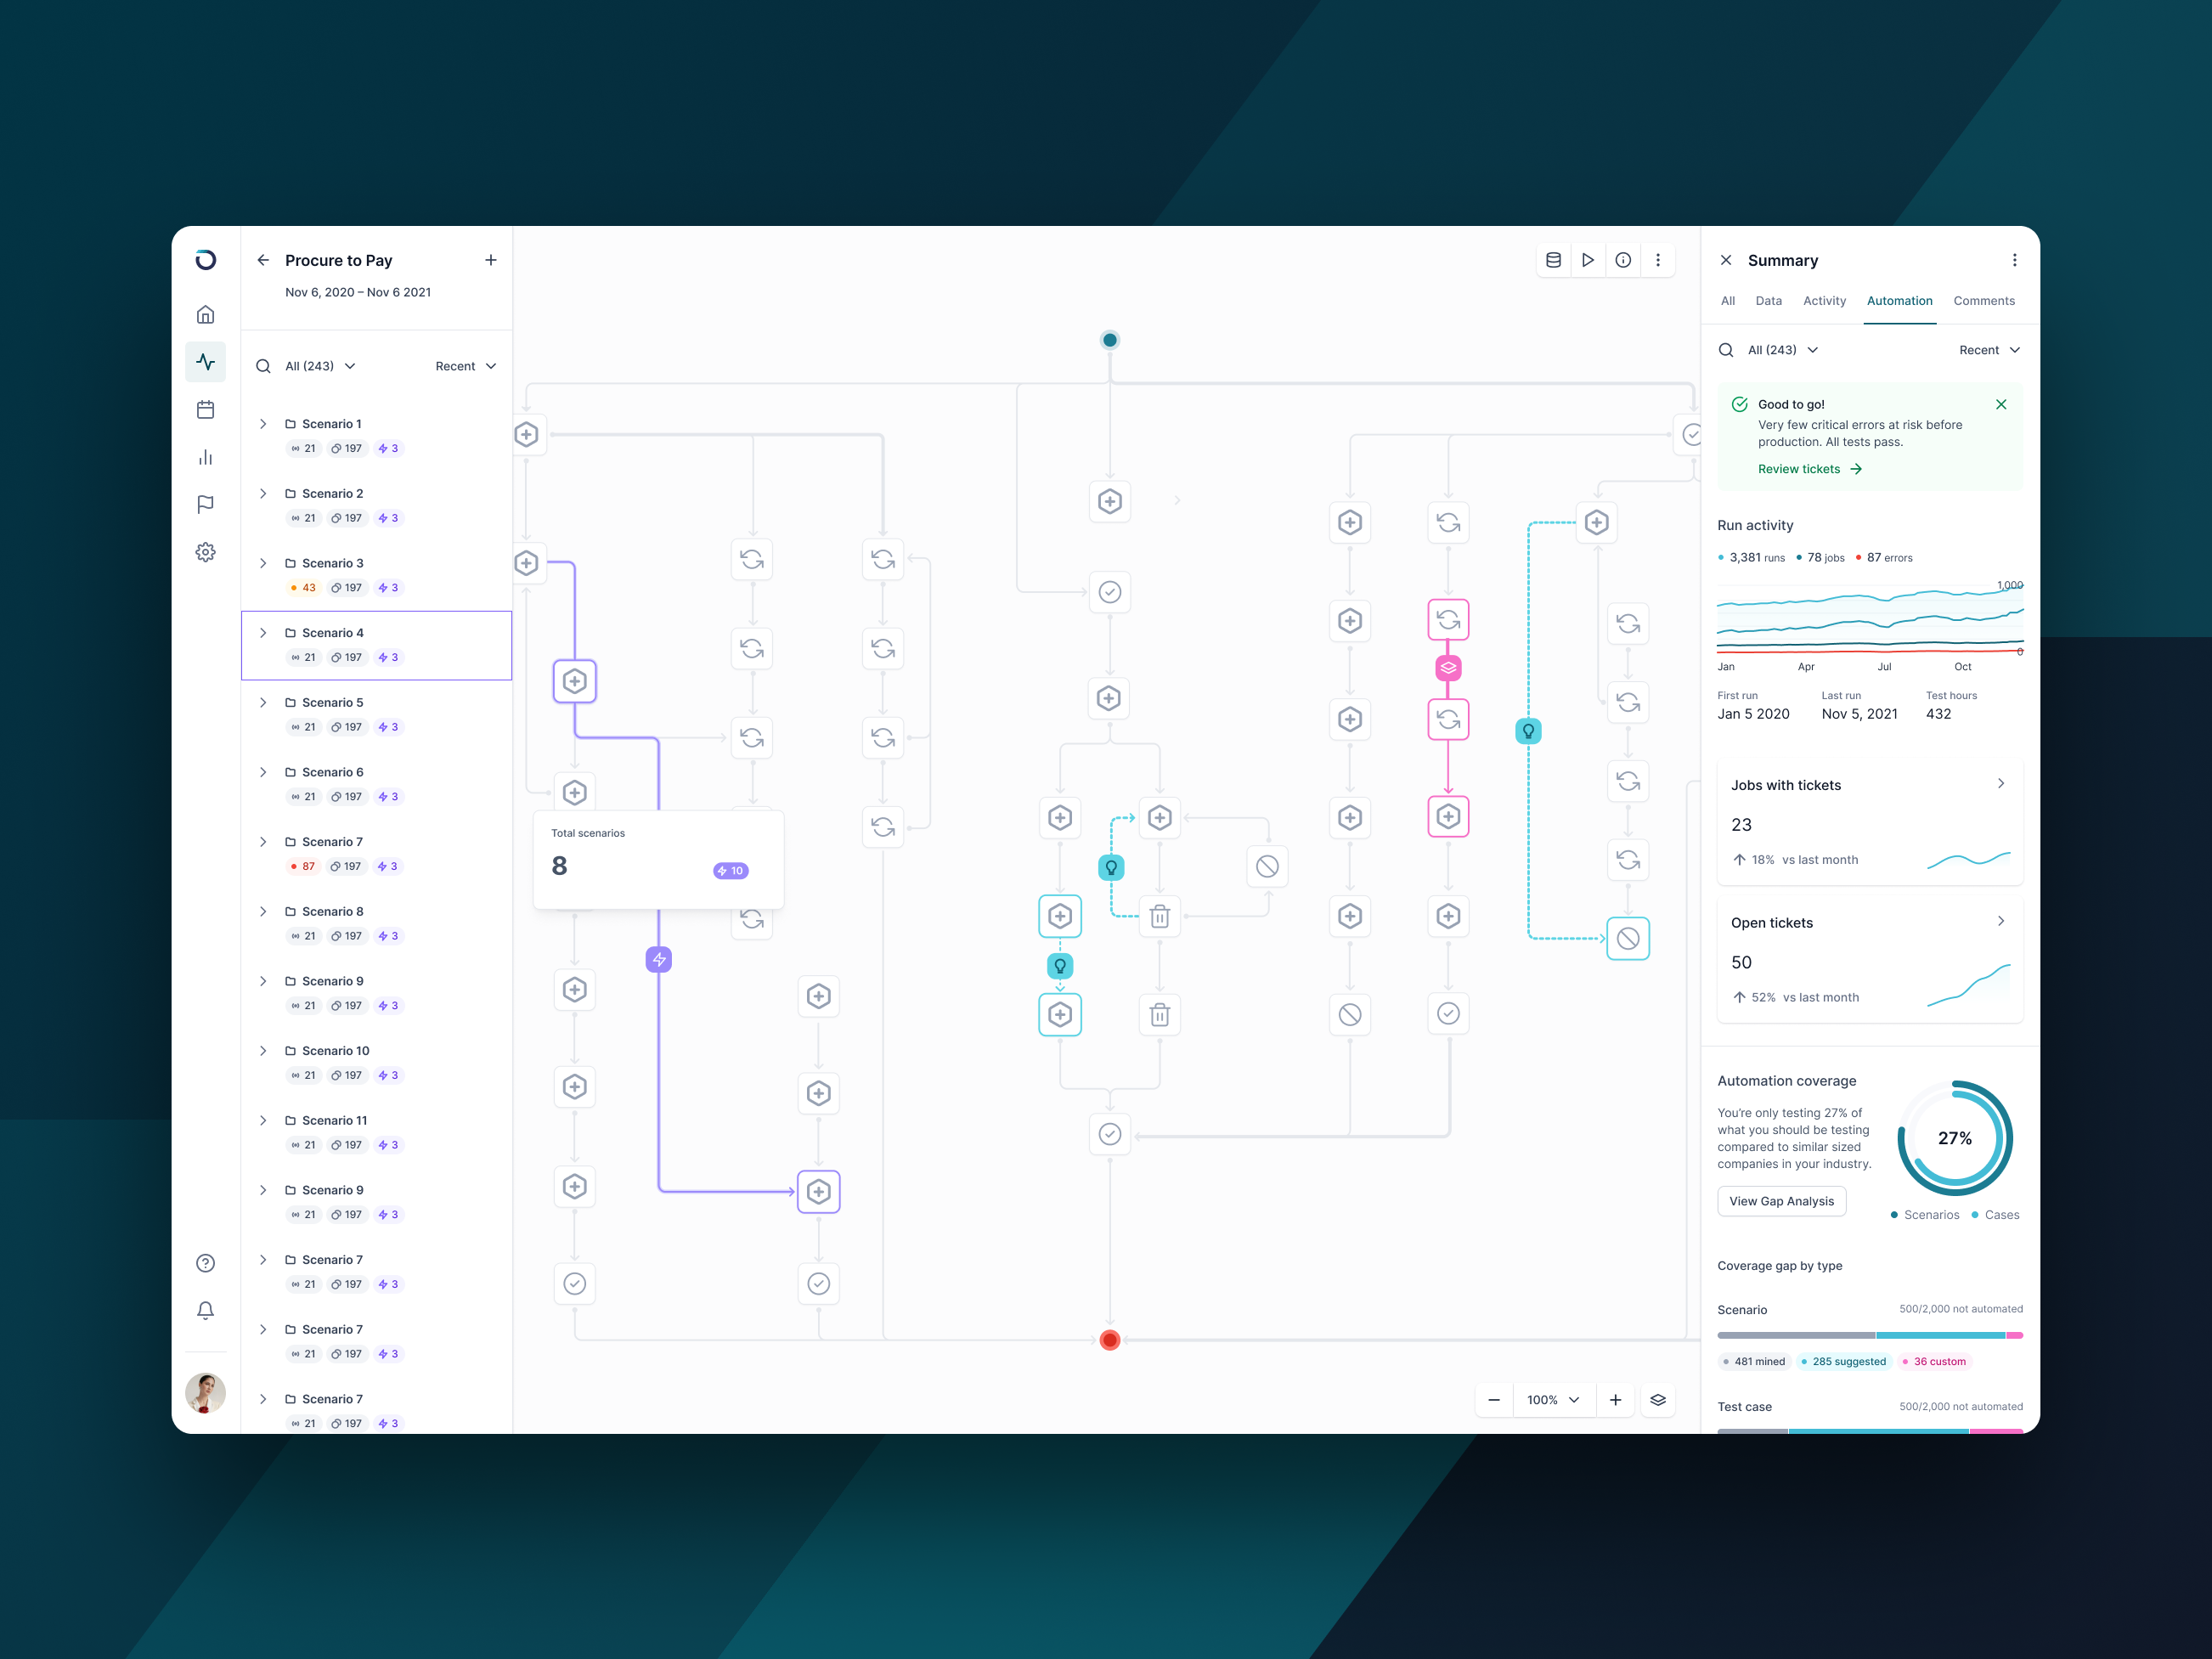 Procure to Pay
Nov 6, 2020 – Nov 6 2021
All (243)
Recent
Scenario 1
21 197 3
Scenario 2
21 197 3
Scenario 3
43 197 3
Scenario 4
21 197 3
Scenario 5
21 197 3
Scenario 6
21 197 3
Scenario 7
87 197 3
Scenario 8
21 197 3
Scenario 9
21 197 3
Scenario 10
21 197 3
Scenario 11
21 197 3
Scenario 9
21 197 3
Scenario 7
21 197 3
Scenario 7
21 197 3
Scenario 7
21 197 3
Total scenarios
8
10
100%
Summary
All Data Activity Automation Comments
All (243)
Recent
Good to go!
Very few critical errors at risk before
production. All tests pass.
Review tickets
Run activity
3,381 runs 78 jobs 87 errors
1,000
0
Jan Apr Jul Oct
First run Last run Test hours
Jan 5 2020 Nov 5, 2021 432
Jobs with tickets
23
18% vs last month
Open tickets
50
52% vs last month
Automation coverage
You're only testing 27% of
what you should be testing
compared to similar sized
companies in your industry.
View Gap Analysis
27%
Scenarios Cases
Coverage gap by type
Scenario 500/2,000 not automated
481 mined 285 suggested 36 custom
Test case 500/2,000 not automated